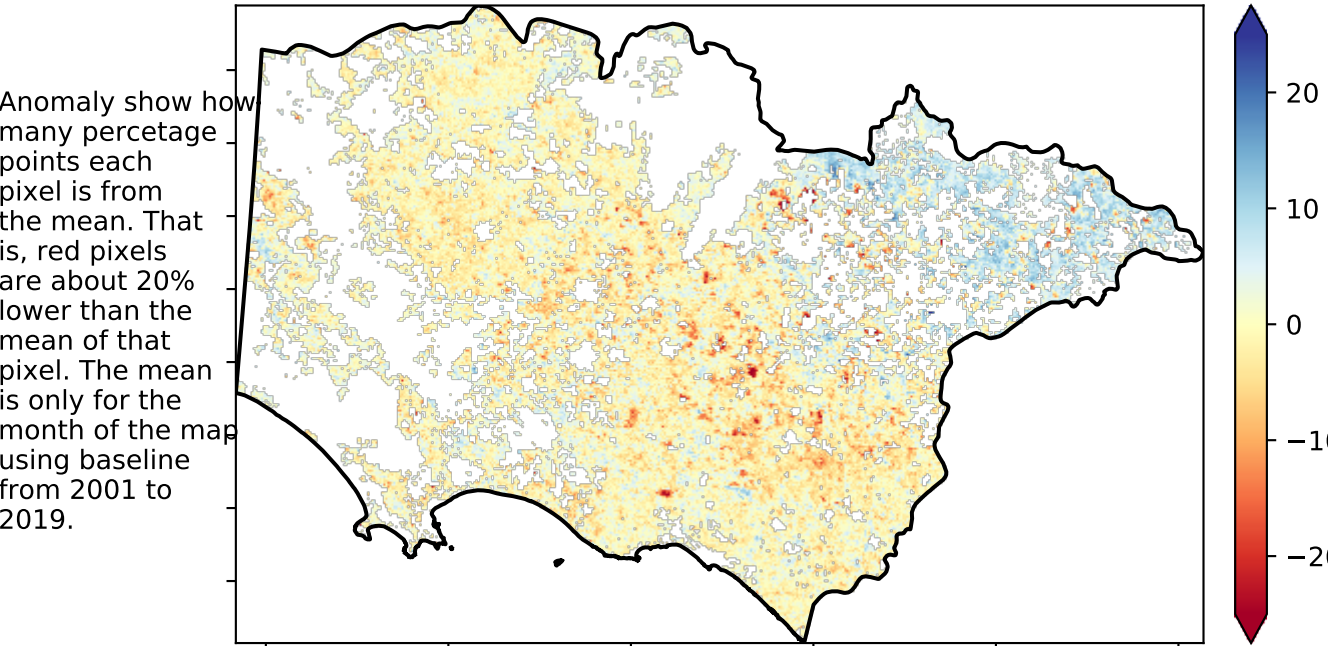 Anomaly show how
many percetage
points each
pixel is from
the mean. That
is, red pixels
are about 20%
lower than the
mean of that
pixel. The mean
is only for the
month of the map
using baseline
from 2001 to
2019.
20
10
0
−10
−20